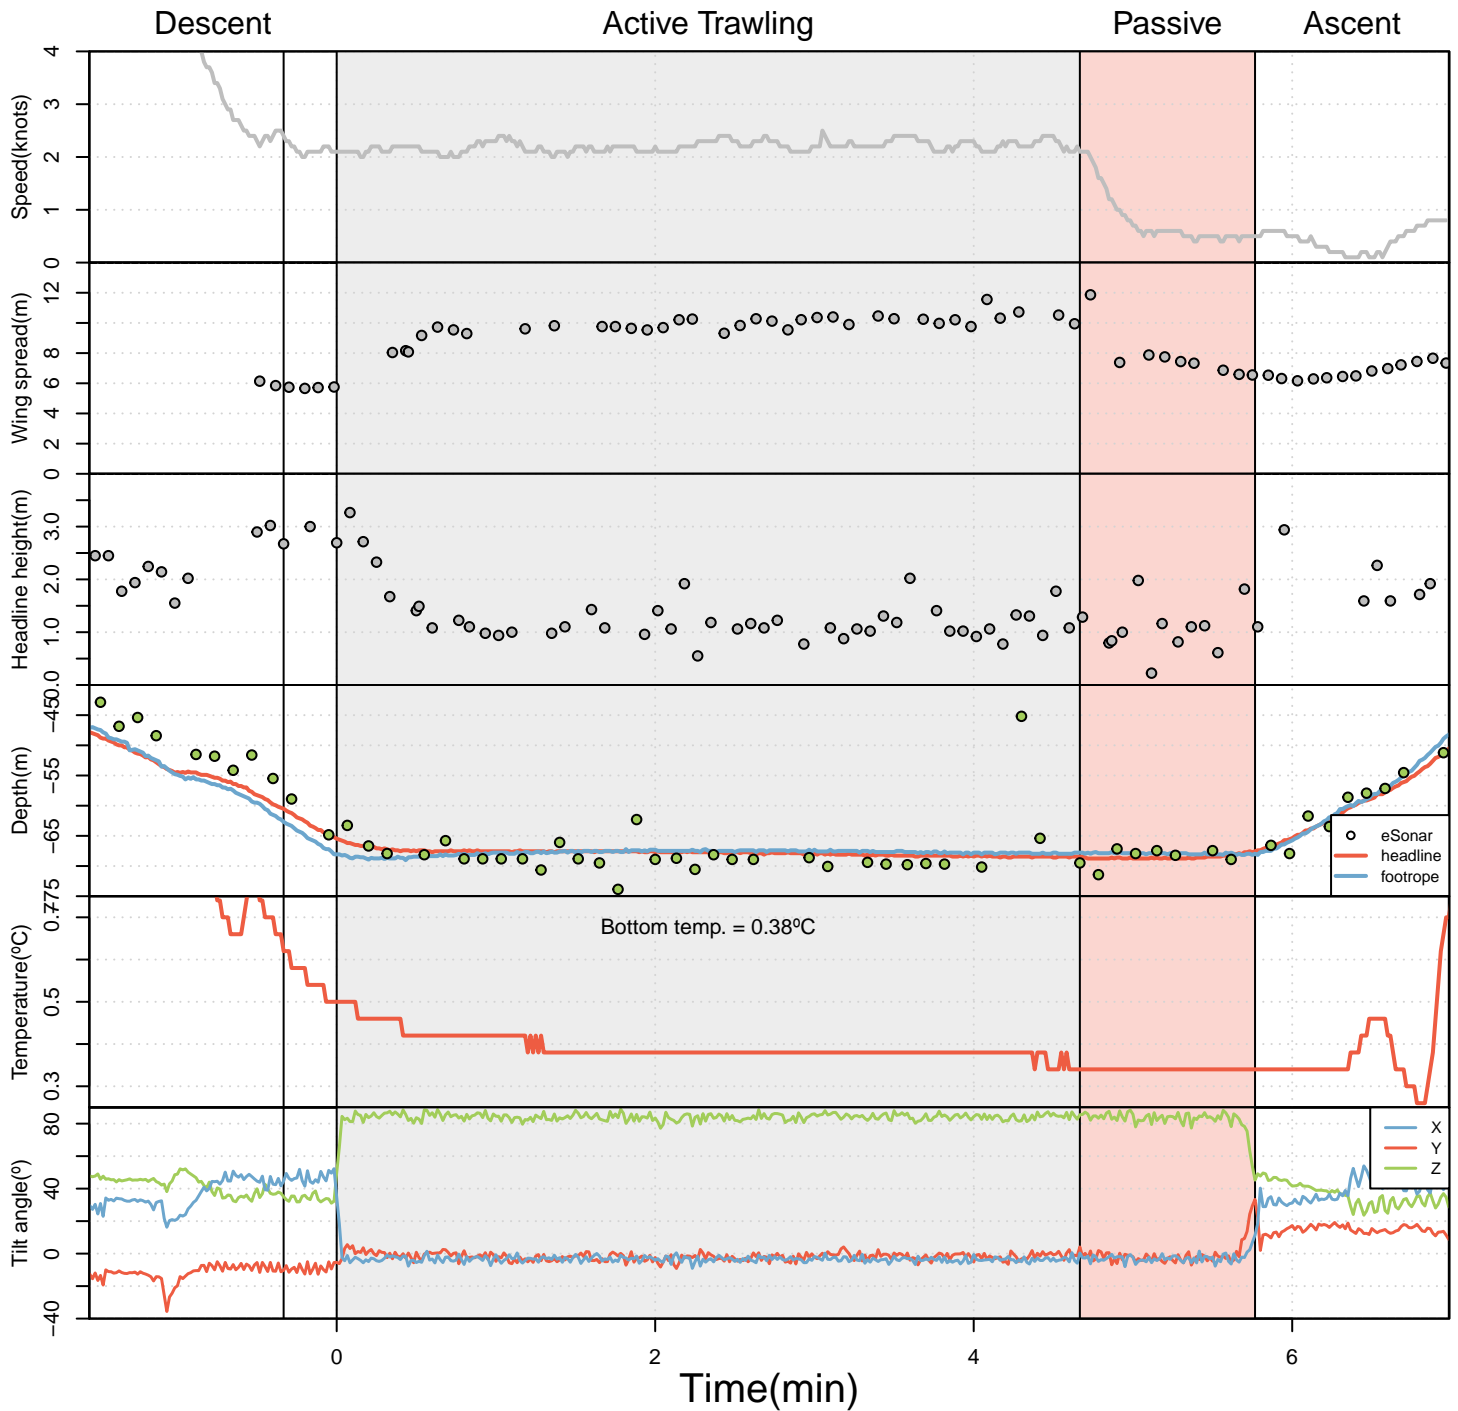 Descent Active Trawling Passive Ascent
Speed(knots)
4
3
2
1
0
Wing spread(m)
12
8
6
4
2
0
Headline height(m)
3.0
2.0
1.0
0.0
Depth(m)
−45
−55
−65
−75
eSonar
headline
footrope
Temperature(ºC)
0.7
0.5
0.3
Bottom temp. = 0.38ºC
Tilt angle(º)
80
40
0
−40
X
Y
Z
0 2 4 6
Time(min)